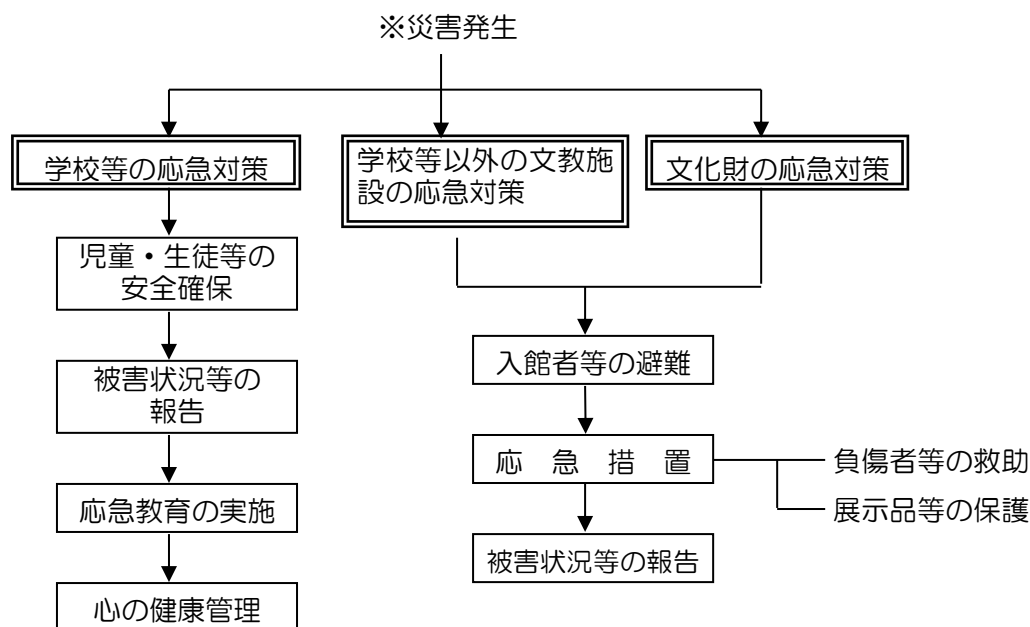 ※災害発生
学校等の応急対策
学校等以外の文教施
設の応急対策
文化財の応急対策
児童・生徒等の
安全確保
被害状況等の
報告
応急教育の実施
心の健康管理
入館者等の避難
応　急　措　置
負傷者等の救助
展示品等の保護
被害状況等の報告